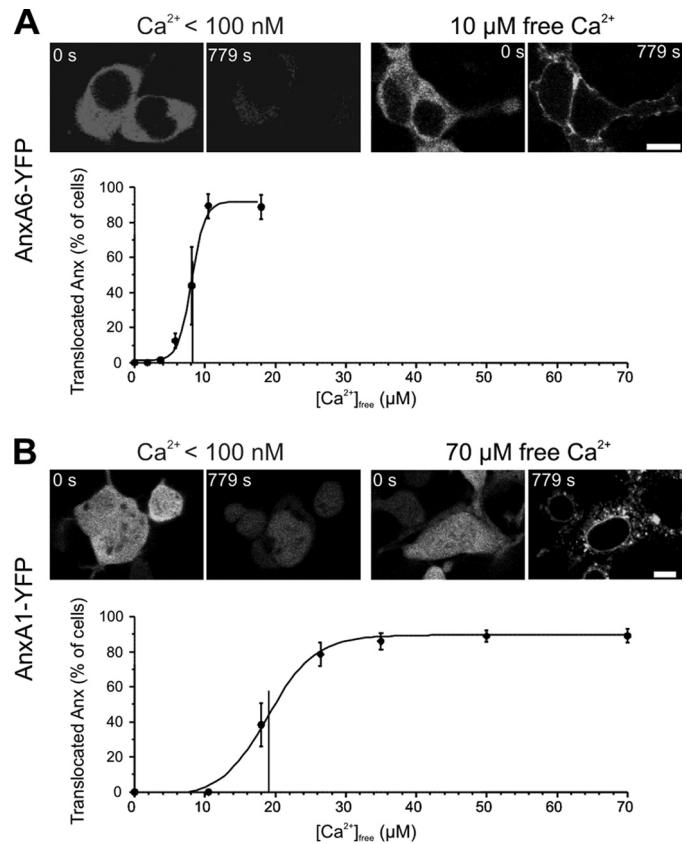 A
Ca²⁺ < 100 nM
10 µM free Ca²⁺
0 s
779 s
0 s
779 s
AnxA6-YFP
Translocated Anx (% of cells)
100
80
60
40
20
0
0 10 20 30 40 50 60 70
[Ca²⁺]free (µM)
B
Ca²⁺ < 100 nM
70 µM free Ca²⁺
0 s
779 s
0 s
779 s
AnxA1-YFP
Translocated Anx (% of cells)
100
80
60
40
20
0
0 10 20 30 40 50 60 70
[Ca²⁺]free (µM)